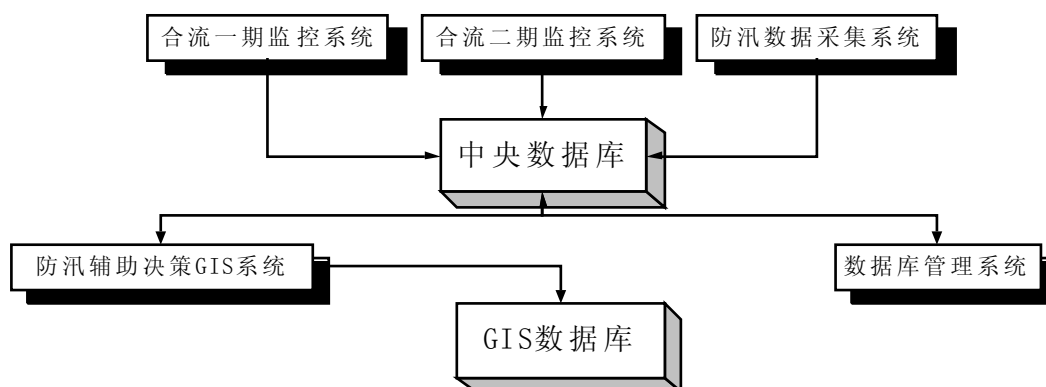 合流一期监控系统
合流二期监控系统
防汛数据采集系统
中央数据库
防汛辅助决策GIS系统
数据库管理系统
GIS数据库